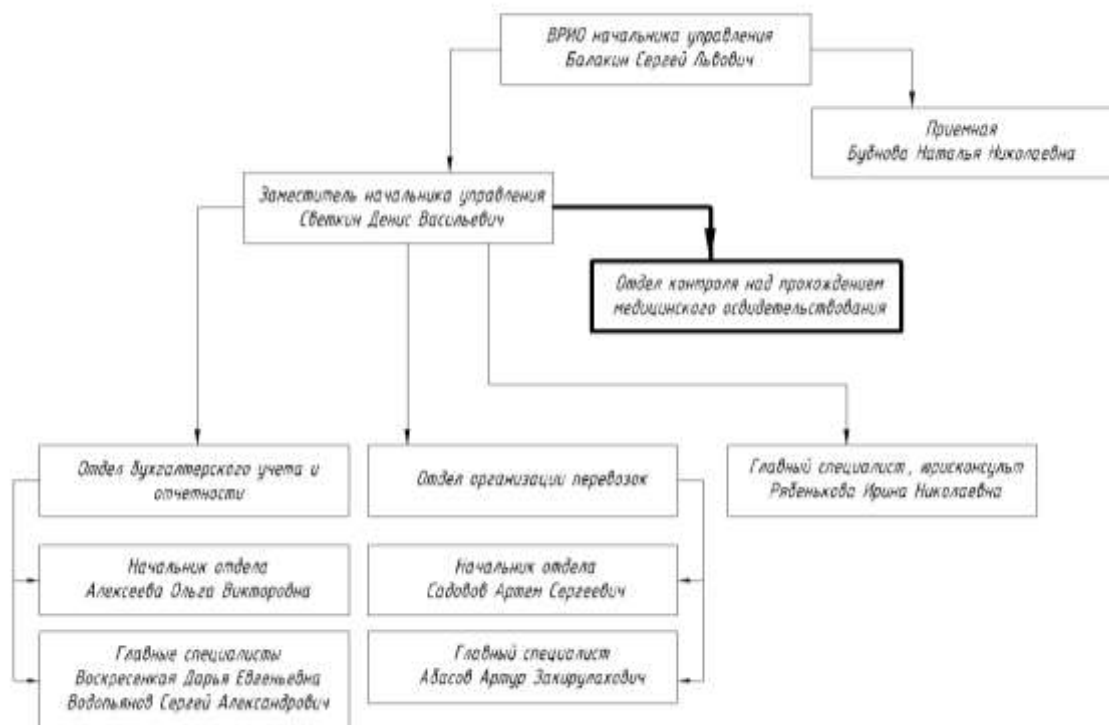 ВРИО начальника управления
Балакин Сергей Львович
Приемная
Бубнова Наталья Николаевна
Заместитель начальника управления
Светкин Денис Васильевич
Отдел контроля над прохождением
медицинского освидетельствования
Отдел бухгалтерского учета и
отчетности
Отдел организации перевозок
Главный специалист, юрисконсульт
Рябенькова Ирина Николаевна
Начальник отдела
Алексеева Ольга Викторовна
Начальник отдела
Садовов Артем Сергеевич
Главные специалисты
Воскресенкая Дарья Евгеньевна
Водопьянов Сергей Александрович
Главный специалист
Абасов Артур Закирулахович